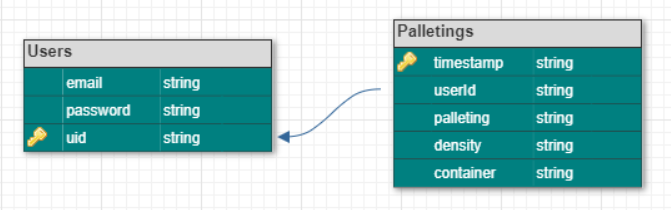 Users
email string
password string
uid string
Palletings
timestamp string
userId string
palleting string
density string
container string